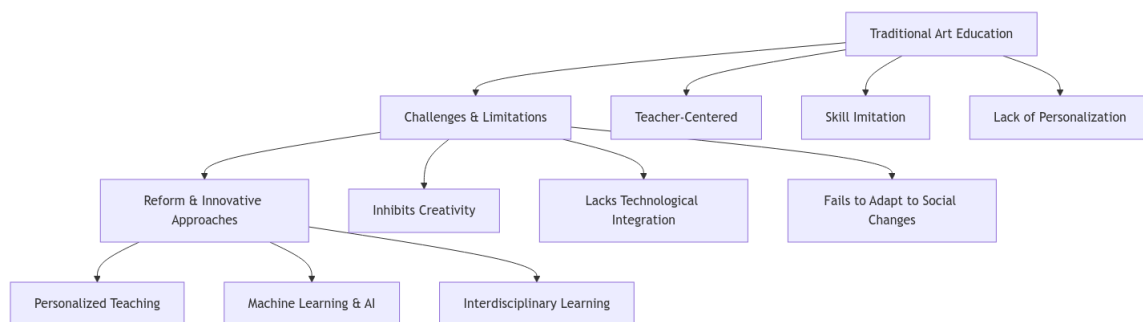 Traditional Art Education
Challenges & Limitations
Teacher-Centered
Skill Imitation
Lack of Personalization
Reform & Innovative
Approaches
Inhibits Creativity
Lacks Technological
Integration
Fails to Adapt to Social
Changes
Personalized Teaching
Machine Learning & AI
Interdisciplinary Learning